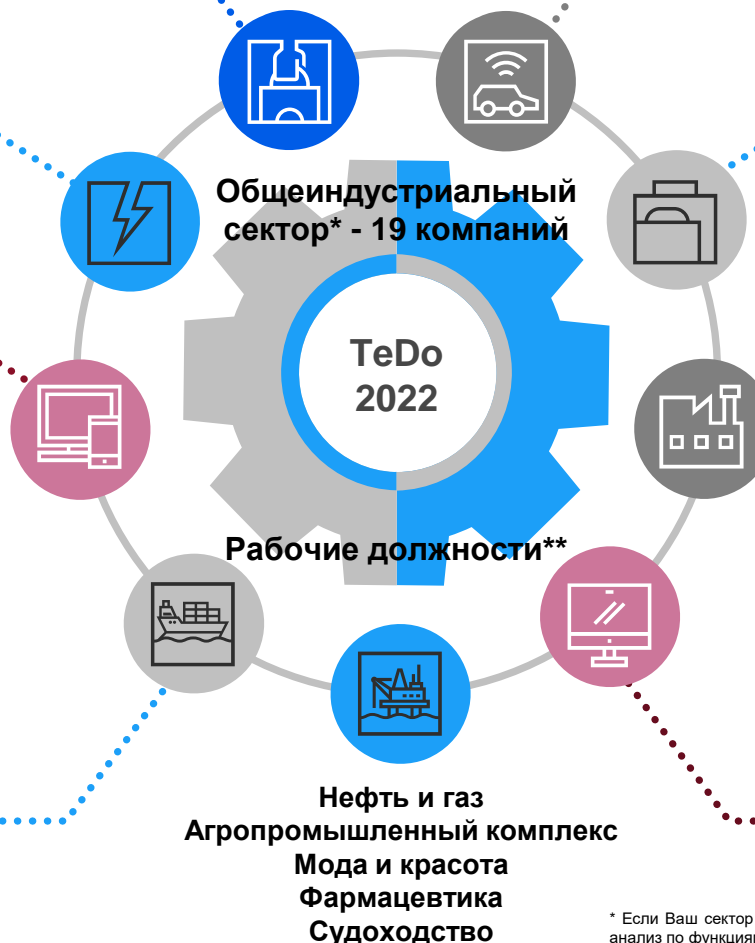 Общеиндустриальный
сектор* - 19 компаний
TeDo
2022
Рабочие должности**
Нефть и газ
Агропромышленный комплекс
Мода и красота
Фармацевтика
Судоходство
* Если Ваш сектор
анализ по функциям